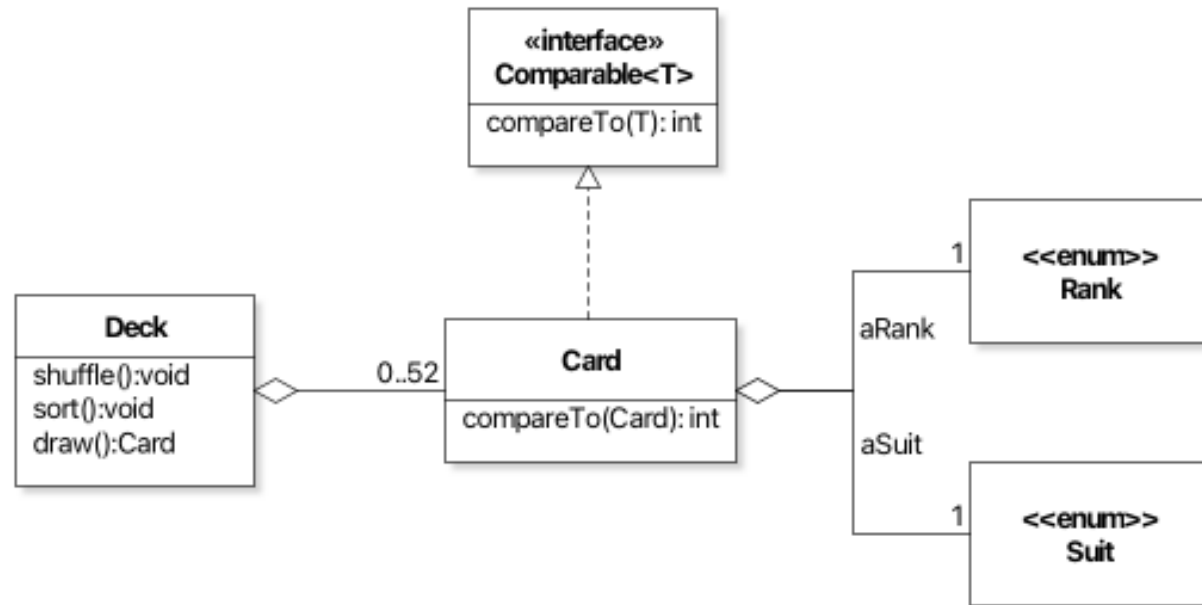 «interface»
Comparable<T>
compareTo(T): int
Deck
shuffle():void
sort():void
draw():Card
0..52
Card
compareTo(Card): int
1
aRank
<<enum>>
Rank
aSuit
1
<<enum>>
Suit